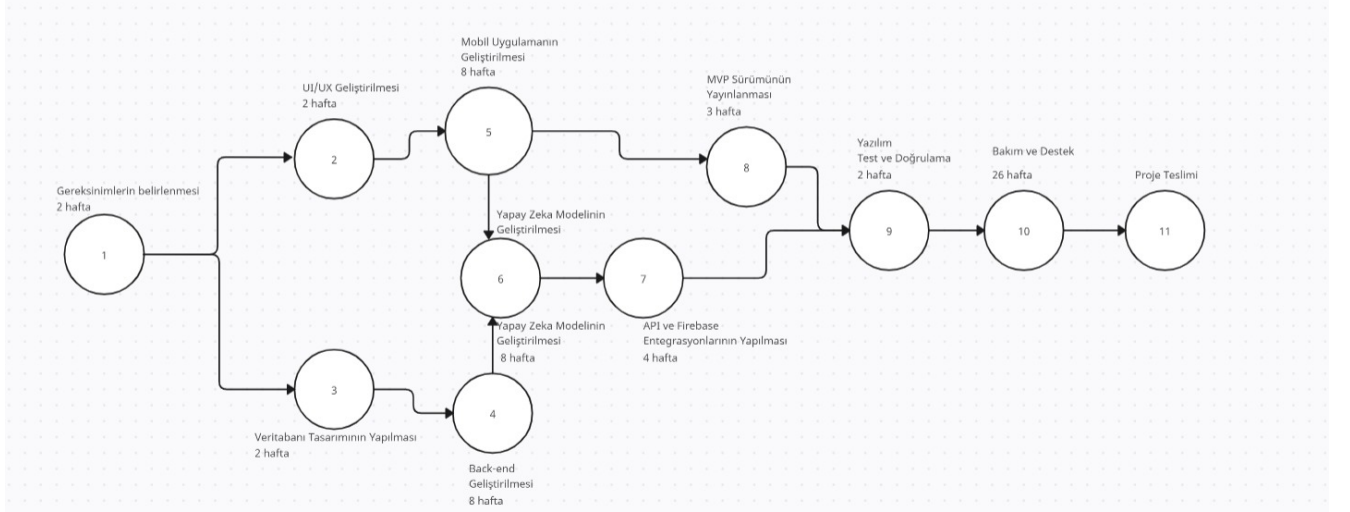 Mobil Uygulamanın
Geliştirilmesi
8 hafta
UI/UX Geliştirilmesi
2 hafta
MVP Sürümünün
Yayınlanması
3 hafta
5
2
8
Yazılım
Test ve Doğrulama
2 hafta
Bakım ve Destek
26 hafta
Proje Teslimi
Gereksinimlerin belirlenmesi
2 hafta
1
Yapay Zeka Modelinin
Geliştirilmesi
9
10
11
6
7
Yapay Zeka Modelinin
Geliştirilmesi
8 hafta
API ve Firebase
Entegrasyonlarının Yapılması
4 hafta
3
4
Veritabanı Tasarımının Yapılması
2 hafta
Back-end
Geliştirilmesi
8 hafta